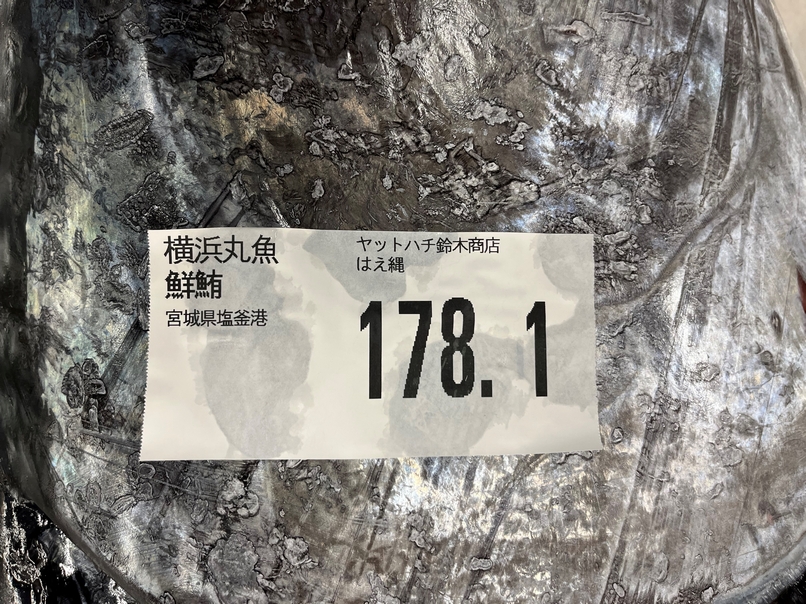 横浜丸魚
鮮鮪
宮城県塩釜港
ヤットハチ鈴木商店
はえ縄
178.1